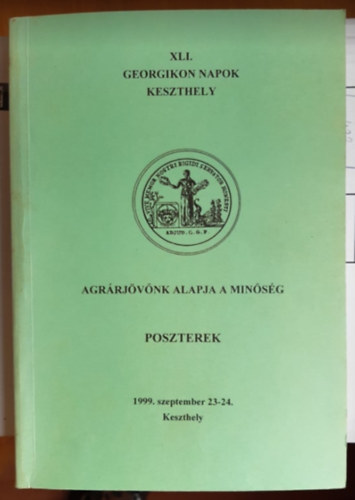 XLI.
GEORGIKON NAPOK
KESZTHELY
AGRÁRJÖVŐNK ALAPJA A MINŐSÉG
POSZTEREK
1999. szeptember 23-24.
Keszthely